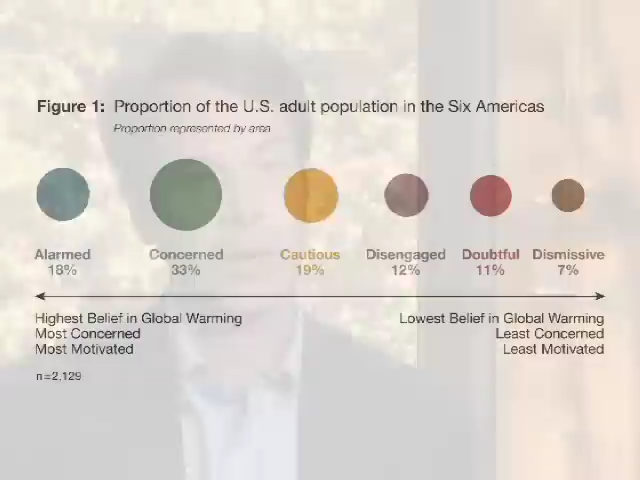 Figure 1: Proportion of the U.S. adult population in the Six Americas
Proportion represented by area
Alarmed
18%
Concerned
33%
Cautious
19%
Disengaged
12%
Doubtful
11%
Dismissive
7%
Highest Belief in Global Warming
Most Concerned
Most Motivated
Lowest Belief in Global Warming
Least Concerned
Least Motivated
n=2,129